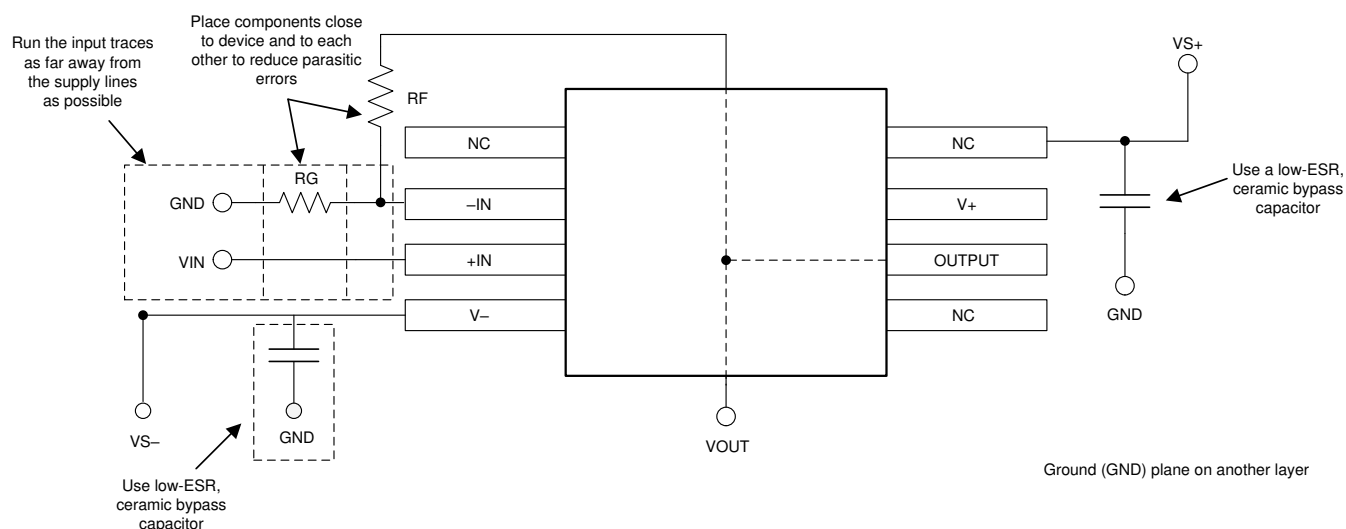 Place components close
to device and to each
other to reduce parasitic
errors
Run the input traces
as far away from
the supply lines
as possible
VS+
RF
NC
NC
RG
Use a low-ESR,
ceramic bypass
capacitor
GND
–IN
V+
VIN
+IN
OUTPUT
V–
NC
GND
VS–
GND
VOUT
Ground (GND) plane on another layer
Use low-ESR,
ceramic bypass
capacitor